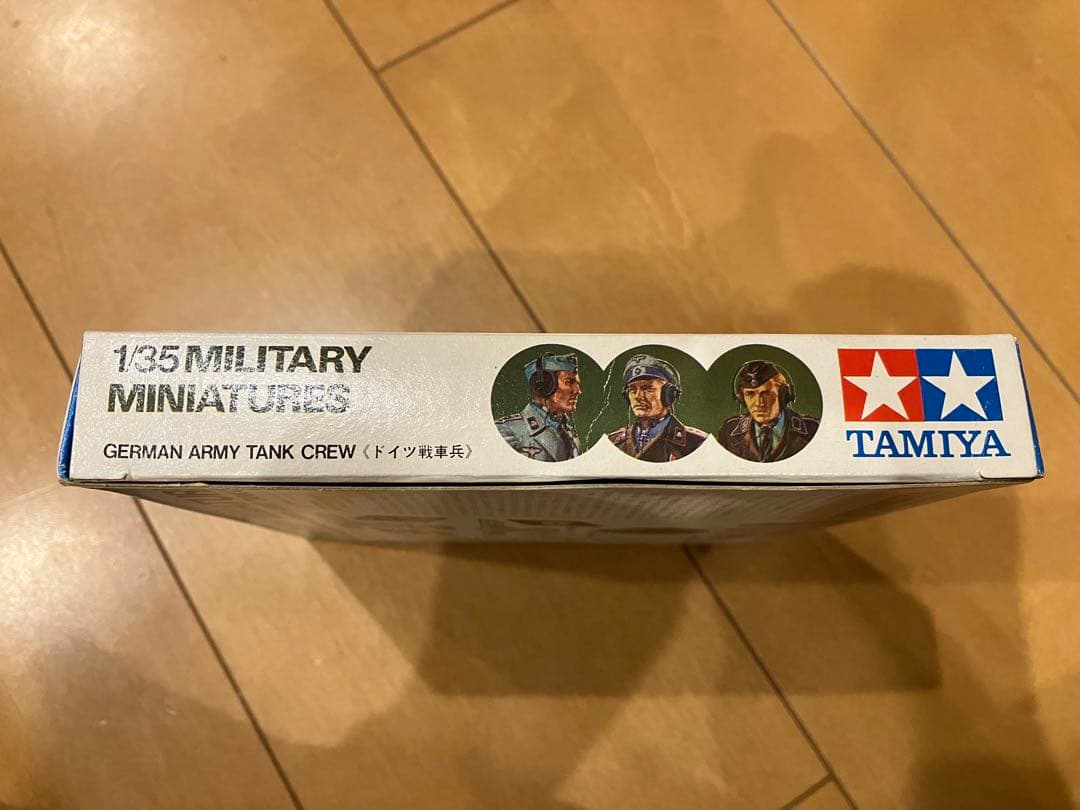 1/35 MILITARY
MINIATURES
GERMAN ARMY TANK CREW《ドイツ戦車兵》
TAMIYA